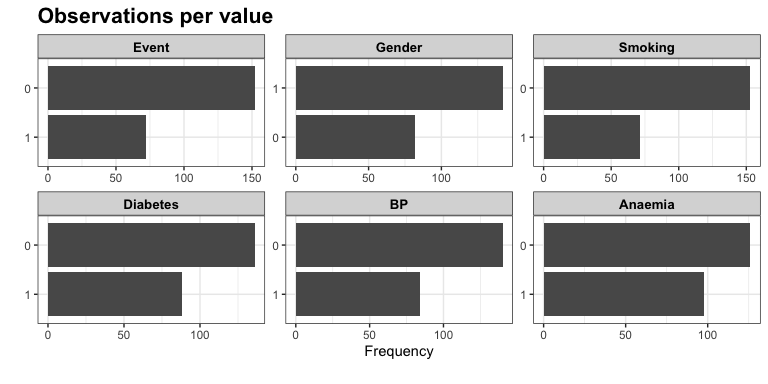 Observations per value
Event Gender Smoking
0 1 0
1 0 1
0 50 100 150 0 50 100 0 50 100 150
Diabetes BP Anaemia
0 0 0
1 1 1
0 50 100 0 50 100 0 50 100
Frequency